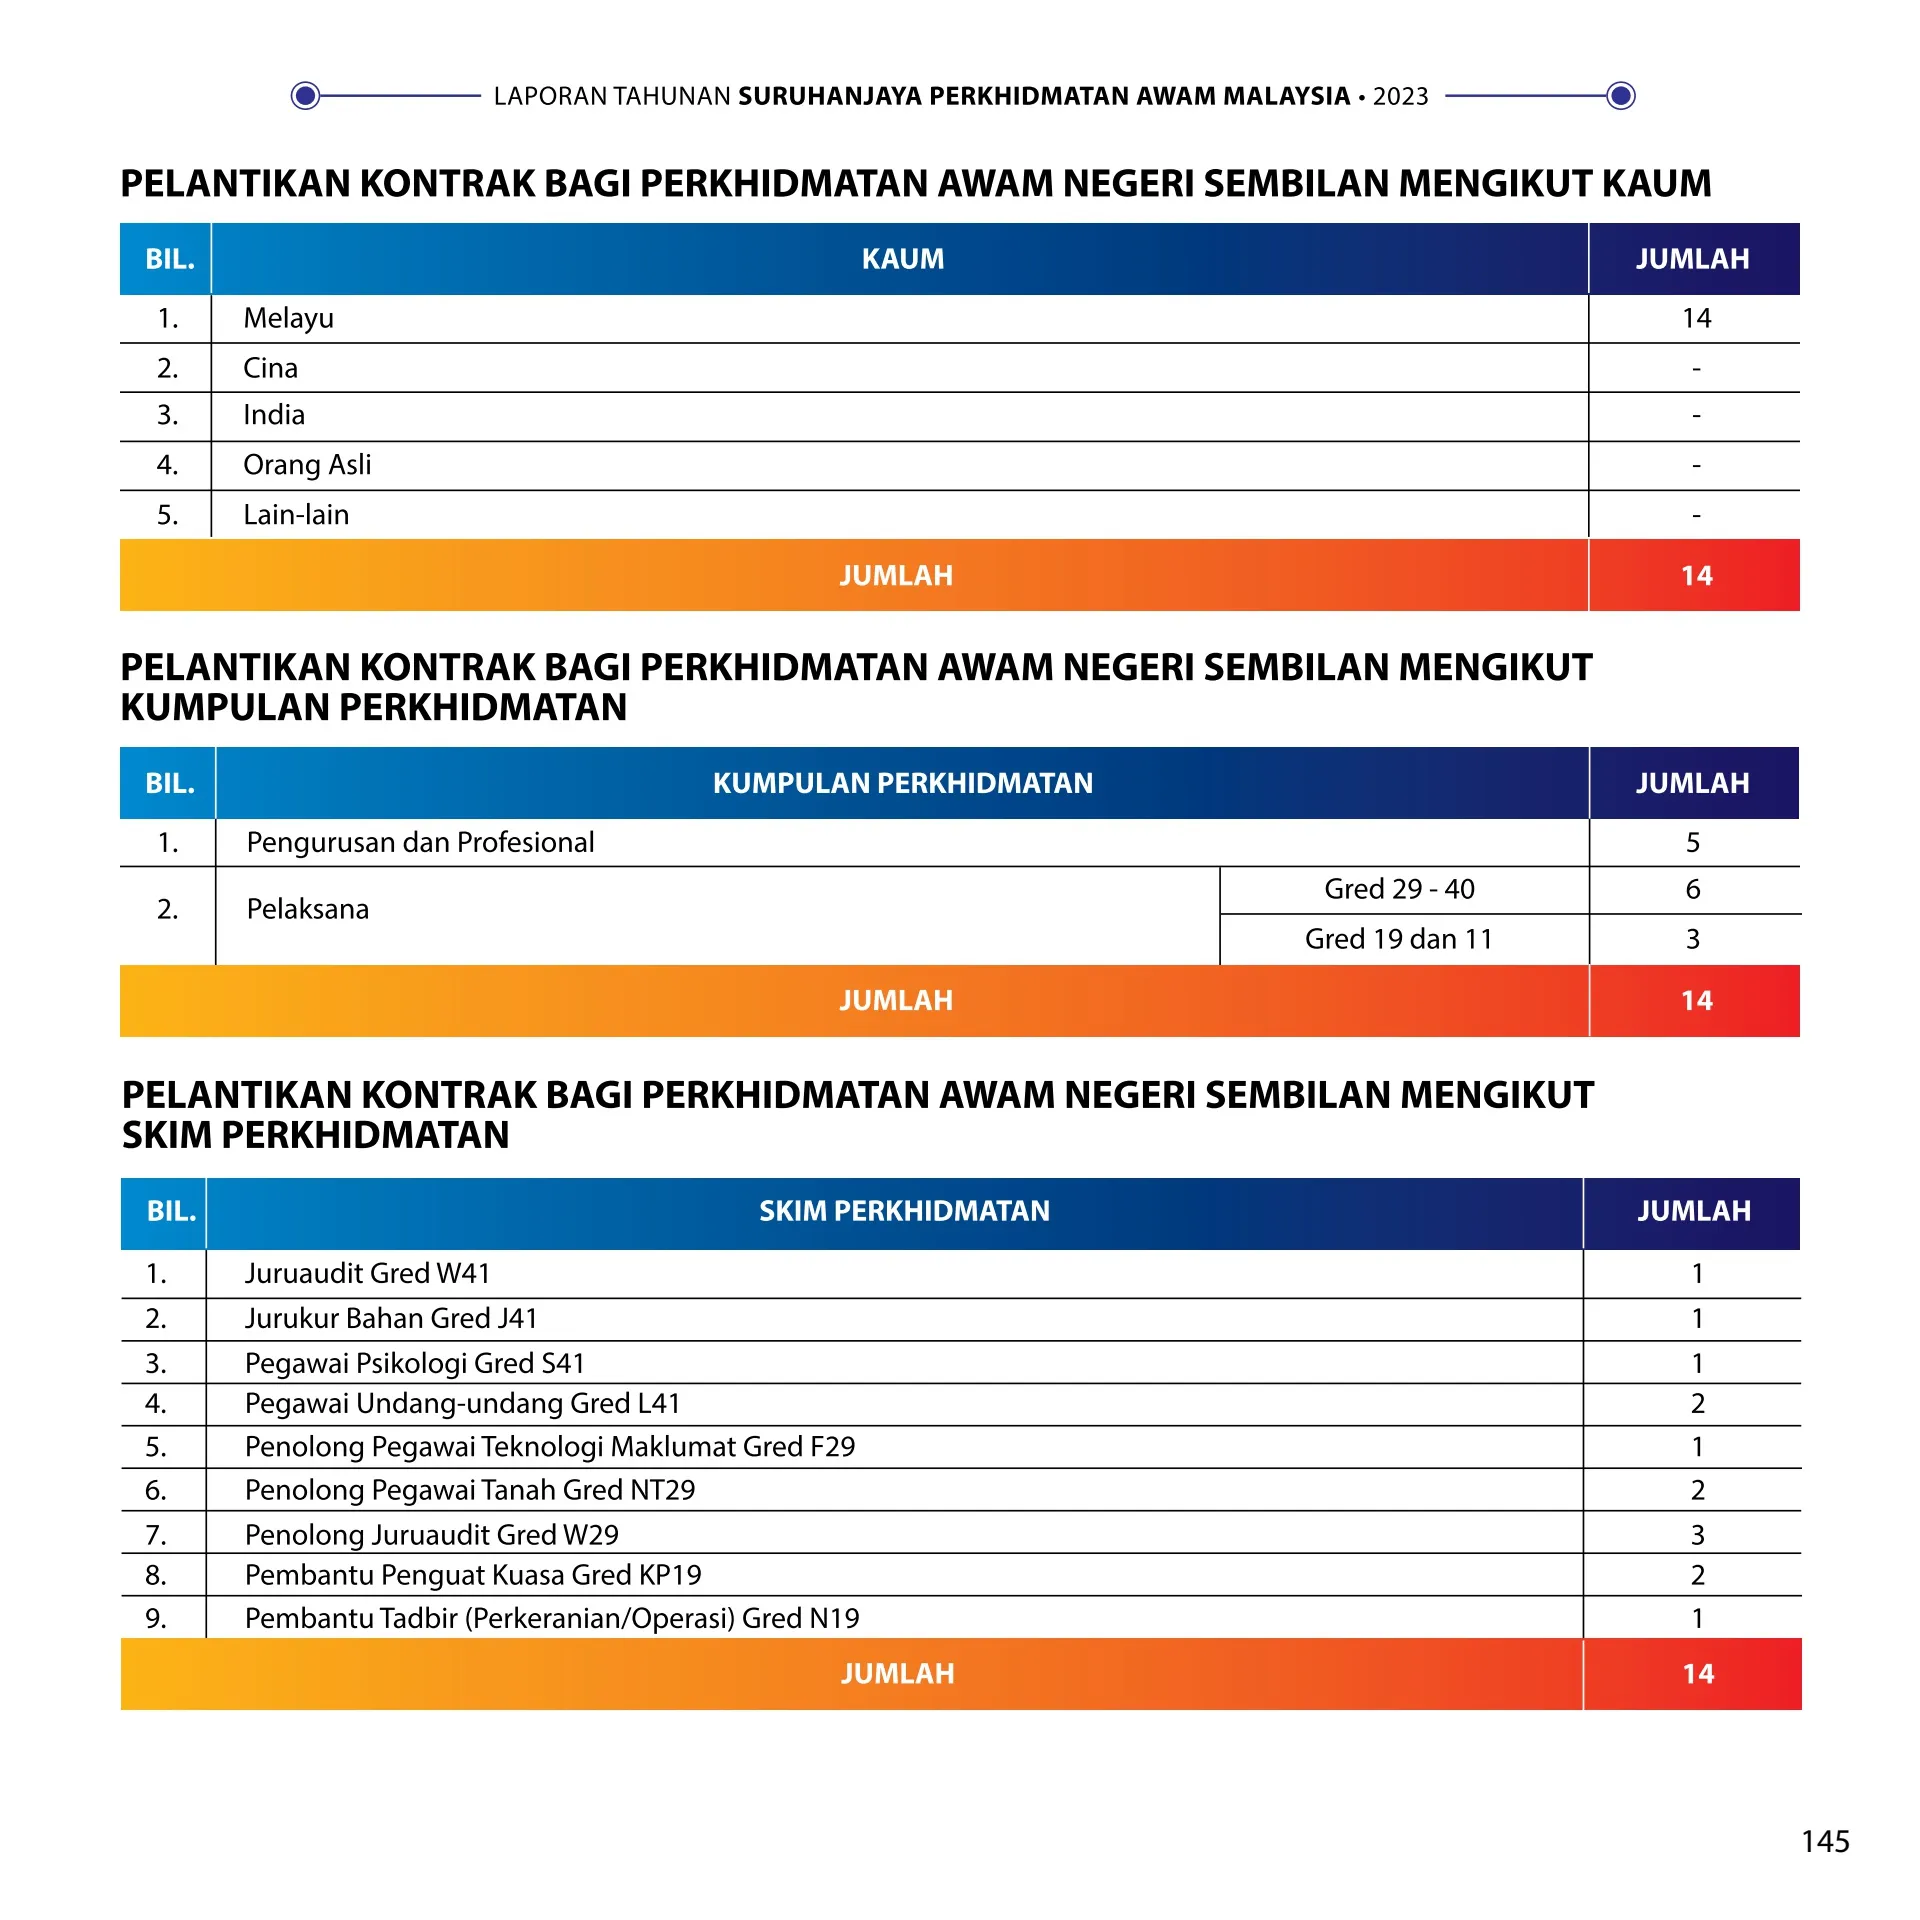 LAPORAN TAHUNAN SURUHANJAYA PERKHIDMATAN AWAM MALAYSIA • 2023
PELANTIKAN KONTRAK BAGI PERKHIDMATAN AWAM NEGERI SEMBILAN MENGIKUT KAUM
BIL. KAUM JUMLAH
1. Melayu 14
2. Cina -
3. India -
4. Orang Asli -
5. Lain-lain -
JUMLAH 14
PELANTIKAN KONTRAK BAGI PERKHIDMATAN AWAM NEGERI SEMBILAN MENGIKUT
KUMPULAN PERKHIDMATAN
BIL. KUMPULAN PERKHIDMATAN JUMLAH
1. Pengurusan dan Profesional 5
2. Pelaksana Gred 29 - 40 6
Gred 19 dan 11 3
JUMLAH 14
PELANTIKAN KONTRAK BAGI PERKHIDMATAN AWAM NEGERI SEMBILAN MENGIKUT
SKIM PERKHIDMATAN
BIL. SKIM PERKHIDMATAN JUMLAH
1. Juruaudit Gred W41 1
2. Jurukur Bahan Gred J41 1
3. Pegawai Psikologi Gred S41 1
4. Pegawai Undang-undang Gred L41 2
5. Penolong Pegawai Teknologi Maklumat Gred F29 1
6. Penolong Pegawai Tanah Gred NT29 2
7. Penolong Juruaudit Gred W29 3
8. Pembantu Penguat Kuasa Gred KP19 2
9. Pembantu Tadbir (Perkeranian/Operasi) Gred N19 1
JUMLAH 14
145